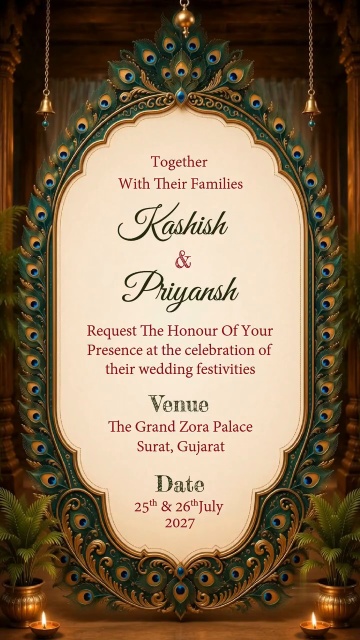 Together
With Their Families
Kashish
&
Priyansh
Request The Honour Of Your
Presence at the celebration of
their wedding festivities
Venue
The Grand Zora Palace
Surat, Gujarat
Date
25th & 26thJuly
2027